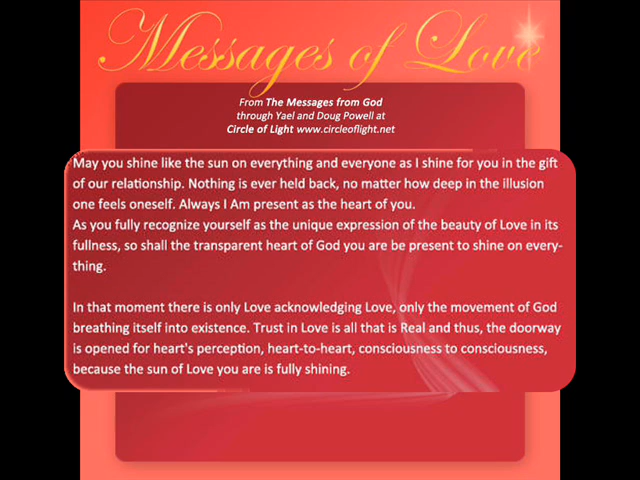 Messages of Love
From The Messages from God
through Yael and Doug Powell at
Circle of Light www.circleoflight.net
May you shine like the sun on everything and everyone as I shine for you in the gift
of our relationship. Nothing is ever held back, no matter how deep in the illusion
one feels oneself. Always I Am present as the heart of you.
As you fully recognize yourself as the unique expression of the beauty of Love in its
fullness, so shall the transparent heart of God you are be present to shine on every-
thing.
In that moment there is only Love acknowledging Love, only the movement of God
breathing itself into existence. Trust in Love is all that is Real and thus, the doorway
is opened for heart's perception, heart-to-heart, consciousness to consciousness,
because the sun of Love you are is fully shining.